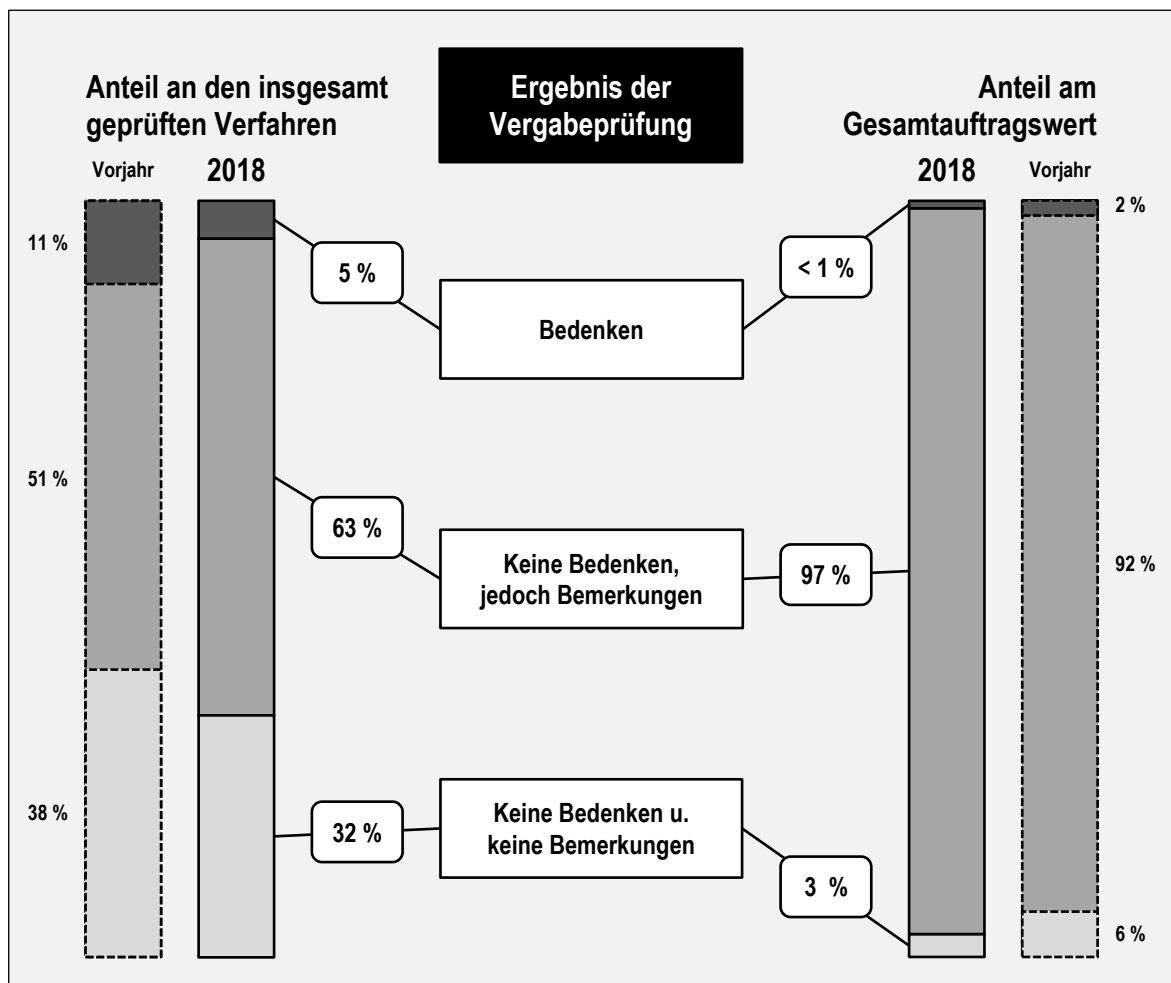 Anteil an den insgesamt
geprüften Verfahren
Ergebnis der
Vergabeprüfung
Anteil am
Gesamtauftragswert
Vorjahr
2018
2018
Vorjahr
11 %
5 %
Bedenken
< 1 %
2 %
51 %
63 %
Keine Bedenken,
jedoch Bemerkungen
97 %
92 %
38 %
32 %
Keine Bedenken u.
keine Bemerkungen
3 %
6 %